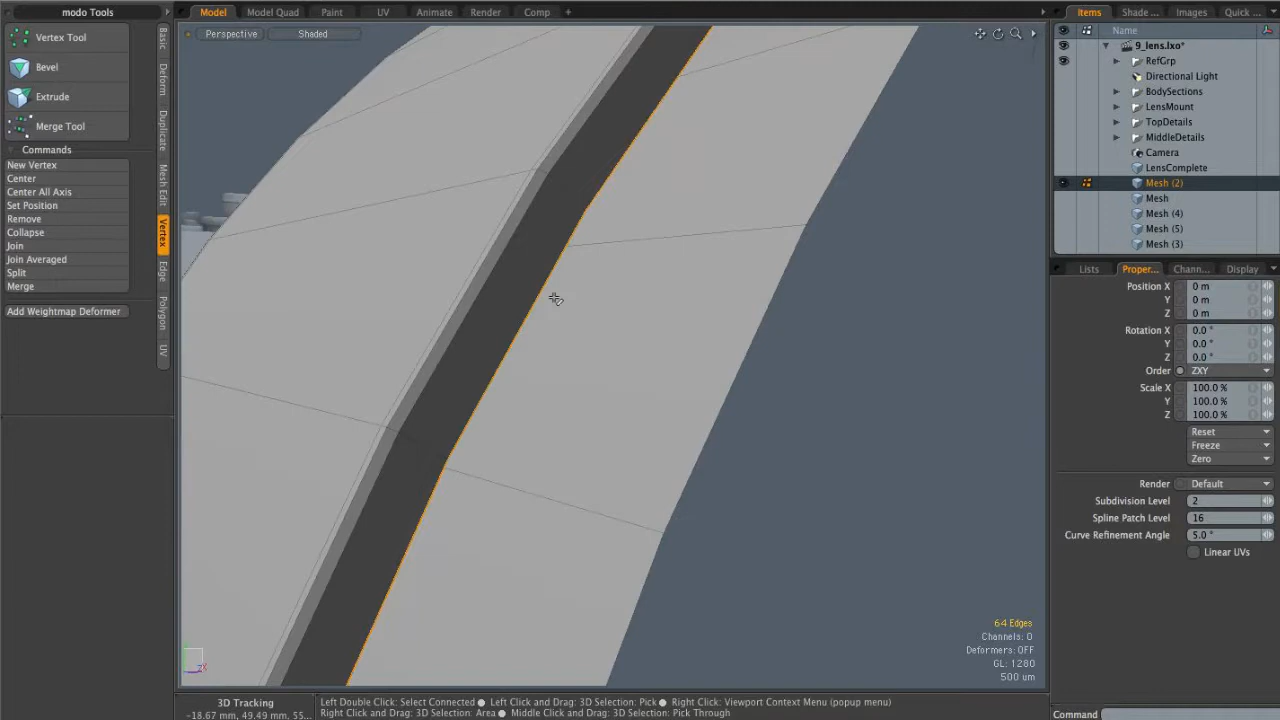 modo Tools
Vertex Tool
Bevel
Extrude
Merge Tool
Commands
New Vertex
Center
Center All Axis
Set Position
Remove
Collapse
Join
Join Averaged
Split
Merge
Add Weightmap Deformer
Basic
Deform
Duplicate
Mesh Edit
Vertex
Edge
Polygon
UV
Model
Model Quad
Paint
UV
Animate
Render
Comp
+
Perspective
Shaded
64 Edges
Channels: 0
Deformers: OFF
GL: 1280
500 um
Items
Shade ...
Images
Quick ...
Name
9_lens.lxo*
RefGrp
Directional Light
BodySections
LensMount
TopDetails
MiddleDetails
Camera
LensComplete
Mesh (2)
Mesh
Mesh (4)
Mesh (5)
Mesh (3)
Lists
Proper...
Chann...
Display
Position X 0 m
Y 0 m
Z 0 m
Rotation X 0.0 °
Y 0.0 °
Z 0.0 °
Order ZXY
Scale X 100.0 %
Y 100.0 %
Z 100.0 %
Reset
Freeze
Zero
Render Default
Subdivision Level 2
Spline Patch Level 16
Curve Refinement Angle 5.0 °
Linear UVs
3D Tracking
-18.67 mm, 49.49 mm, 55...
Left Double Click: Select Connected ● Left Click and Drag: 3D Selection: Pick ● Right Click: Viewport Context Menu (popup menu)
Right Click and Drag: 3D Selection: Area ● Middle Click and Drag: 3D Selection: Pick Through
Command